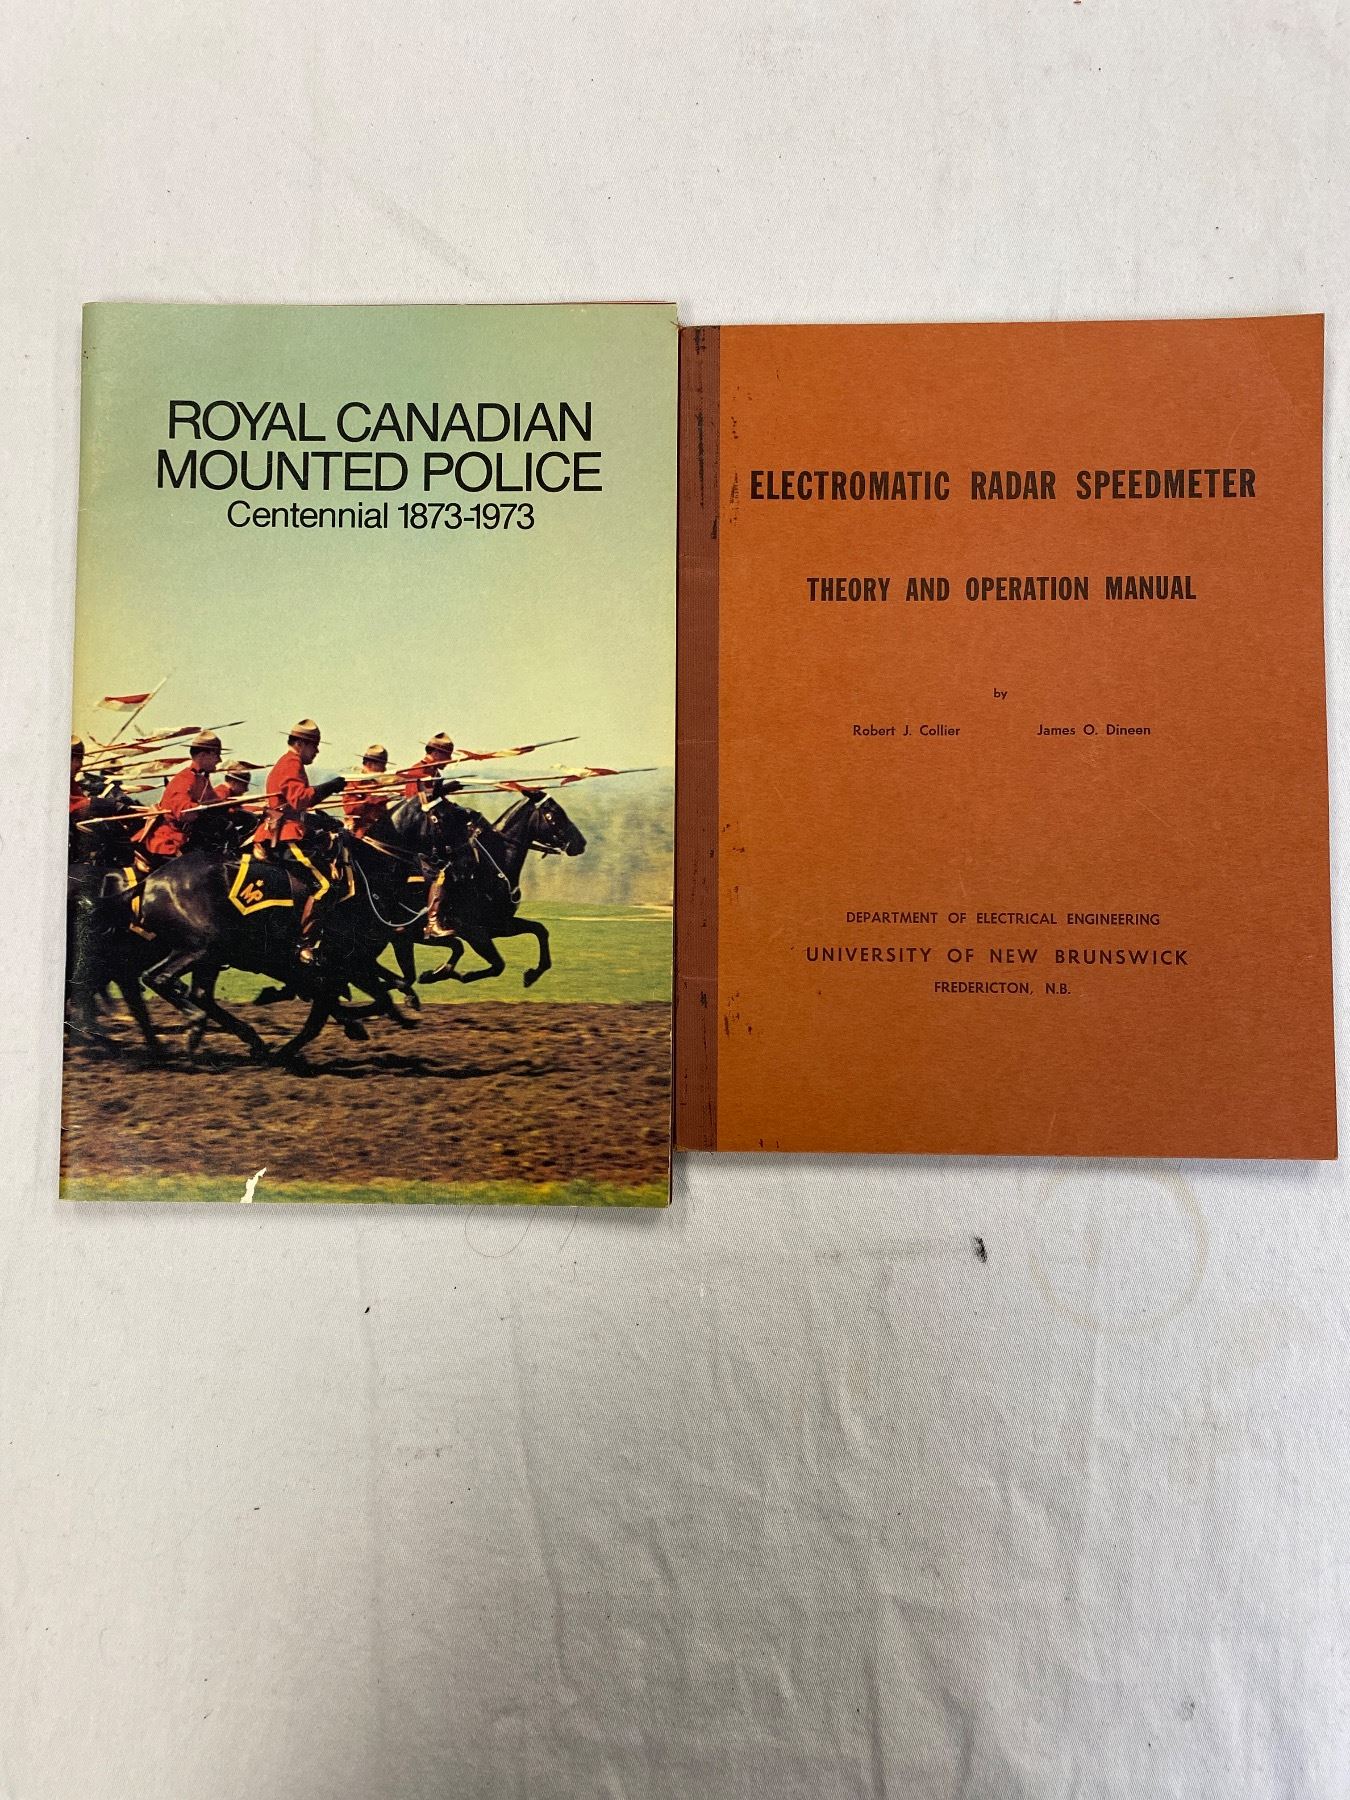 ROYAL CANADIAN
MOUNTED POLICE
Centennial 1873-1973
MP
ELECTROMATIC RADAR SPEEDMETER
THEORY AND OPERATION MANUAL
by
Robert J. Collier James O. Dineen
DEPARTMENT OF ELECTRICAL ENGINEERING
UNIVERSITY OF NEW BRUNSWICK
FREDERICTON, N.B.